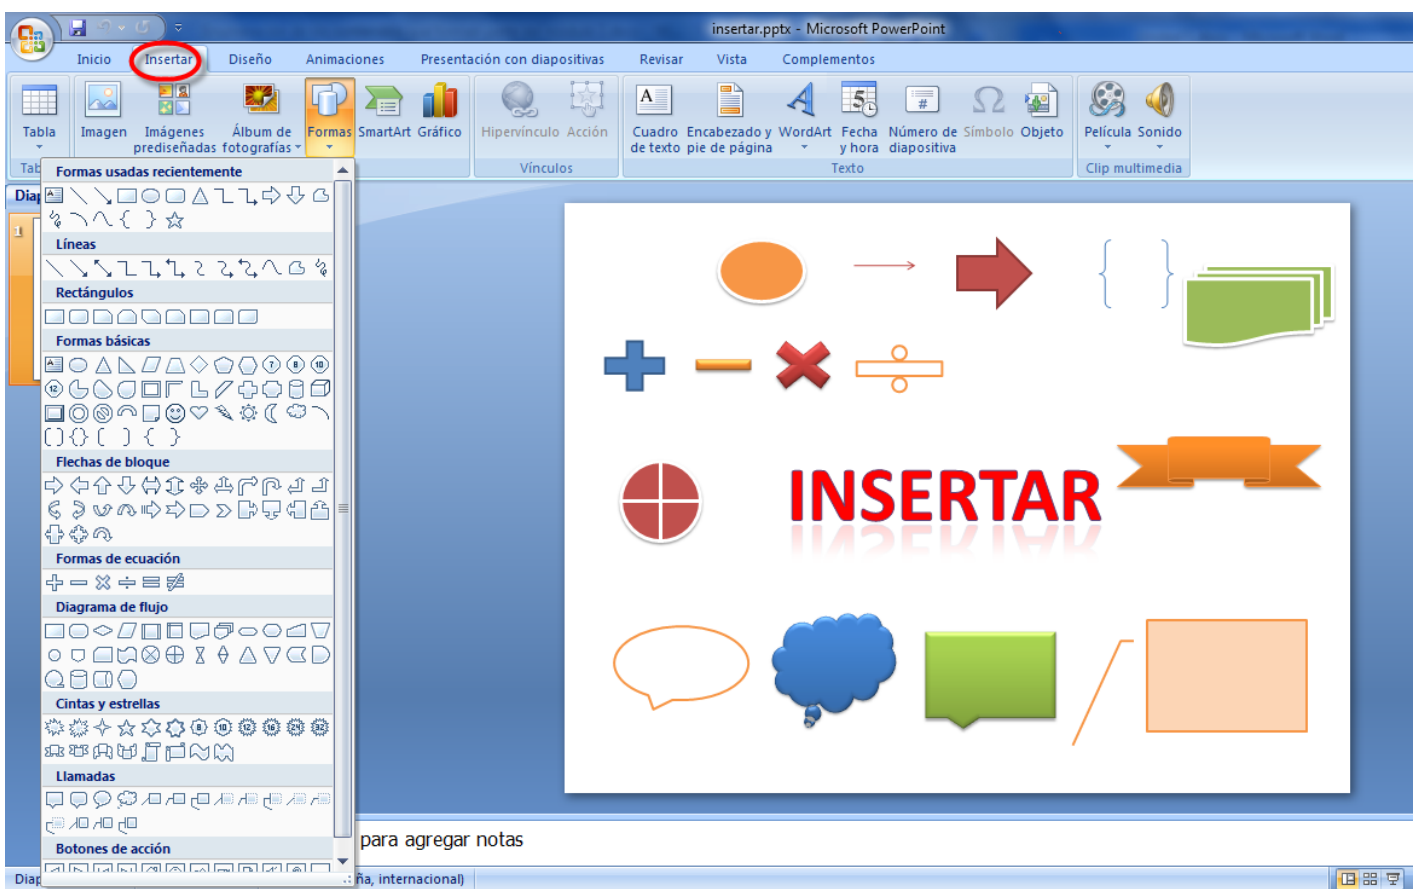 insertar.pptx - Microsoft PowerPoint
Inicio Insertar Diseño Animaciones Presentación con diapositivas Revisar Vista Complementos
Tabla Imagen Imágenes prediseñadas Álbum de fotografías Formas SmartArt Gráfico Hipervínculo Acción Cuadro de texto Encabezado y pie de página WordArt Fecha y hora Número de diapositiva Símbolo Objeto Película Sonido
Vínculos Texto Clip multimedia
Formas usadas recientemente
Líneas
Rectángulos
Formas básicas
Flechas de bloque
Formas de ecuación
Diagrama de flujo
Cintas y estrellas
Llamadas
Botones de acción
1
INSERTAR
para agregar notas
internacional)